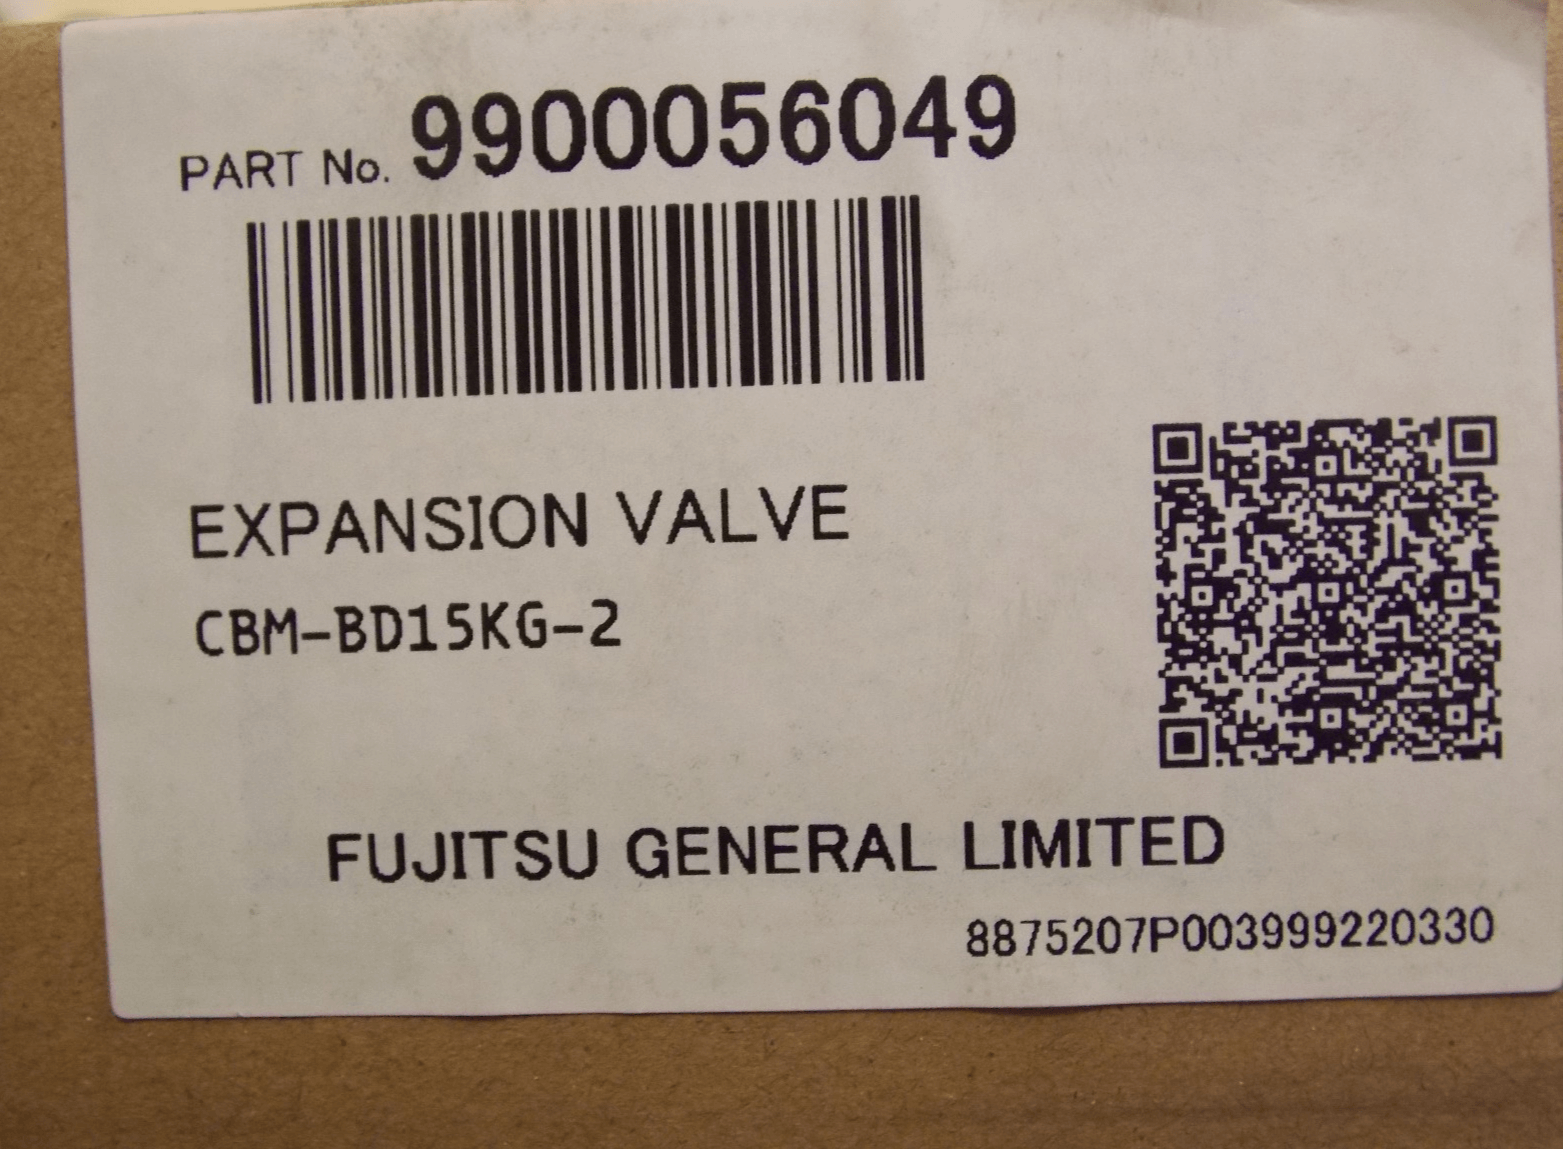 PART No. 9900056049
EXPANSION VALVE
CBM-BD15KG-2
FUJITSU GENERAL LIMITED
8875207P003999220330